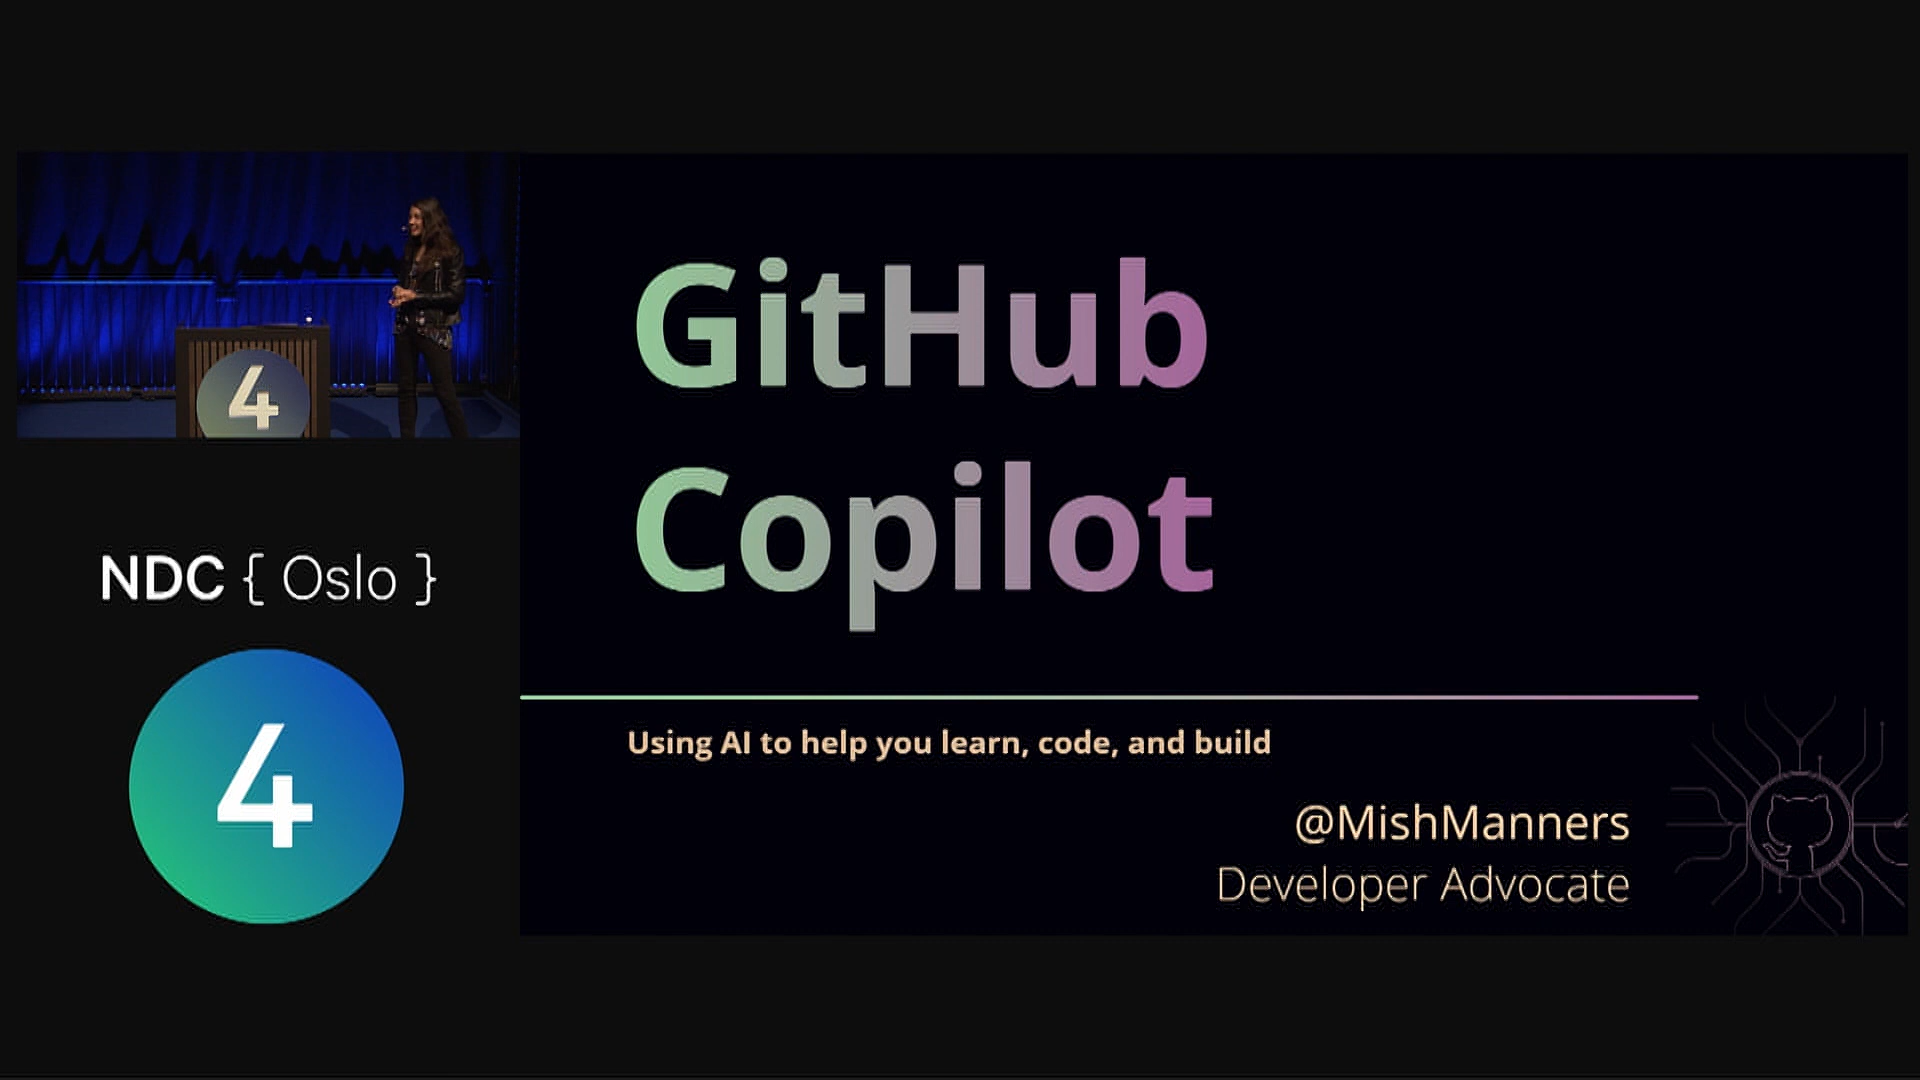 4
NDC { Oslo }
4
GitHub
Copilot
Using AI to help you learn, code, and build
@MishManners
Developer Advocate